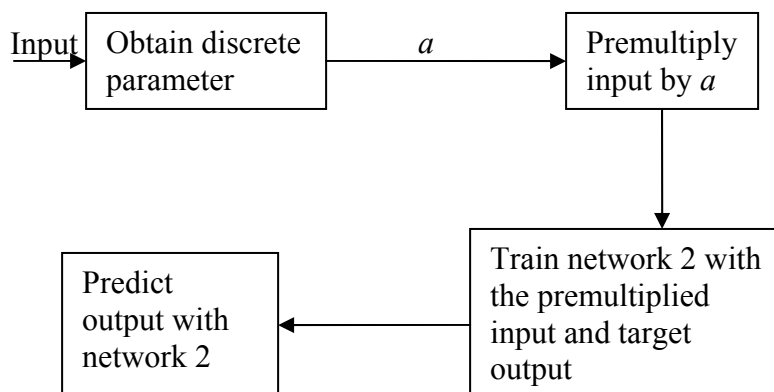 Input
Obtain discrete
parameter
a
Premultiply
input by a
Train network 2 with
the premultiplied
input and target
output
Predict
output with
network 2